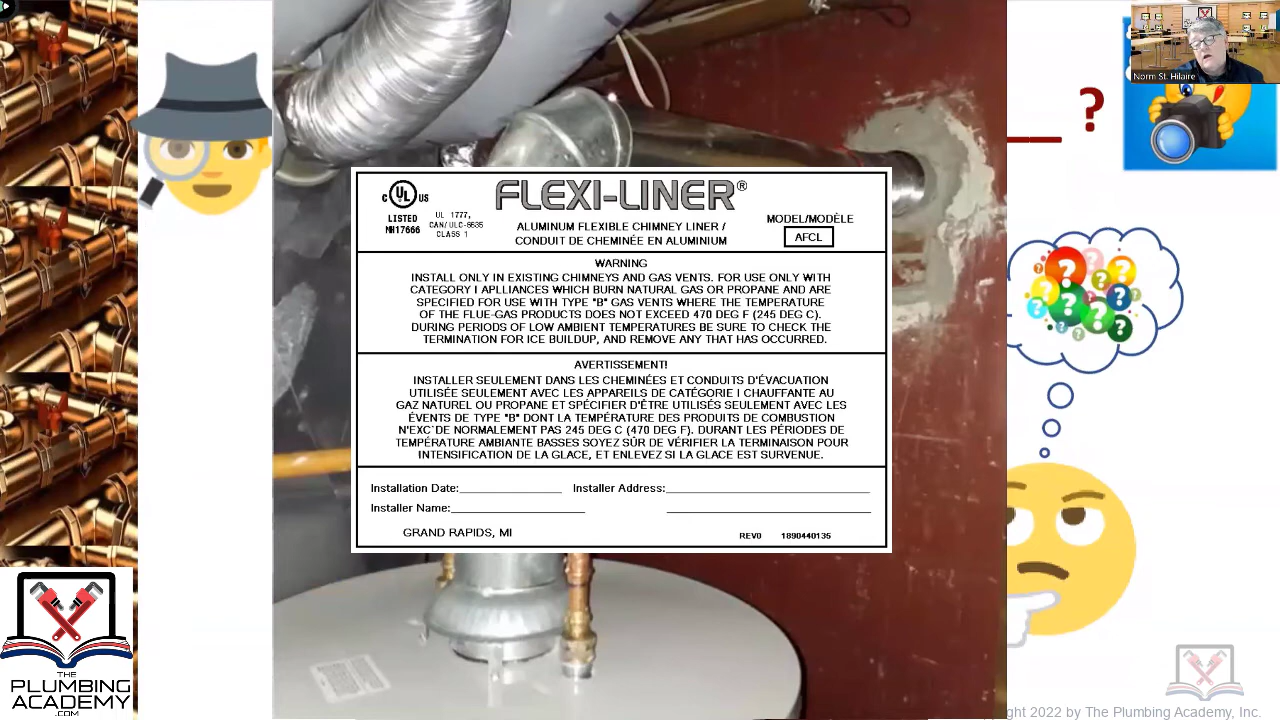 Norm St. Hilaire
?
C UL US
LISTED
MH17666
UL 1777,
CAN/ULC-S635
CLASS 1
FLEXI-LINER®
ALUMINUM FLEXIBLE CHIMNEY LINER /
CONDUIT DE CHEMINÉE EN ALUMINIUM
MODEL/MODÈLE
AFCL
WARNING
INSTALL ONLY IN EXISTING CHIMNEYS AND GAS VENTS. FOR USE ONLY WITH
CATEGORY I APLLIANCES WHICH BURN NATURAL GAS OR PROPANE AND ARE
SPECIFIED FOR USE WITH TYPE "B" GAS VENTS WHERE THE TEMPERATURE
OF THE FLUE-GAS PRODUCTS DOES NOT EXCEED 470 DEG F (245 DEG C).
DURING PERIODS OF LOW AMBIENT TEMPERATURES BE SURE TO CHECK THE
TERMINATION FOR ICE BUILDUP, AND REMOVE ANY THAT HAS OCCURRED.
AVERTISSEMENT!
INSTALLER SEULEMENT DANS LES CHEMINÉES ET CONDUITS D'ÉVACUATION
UTILISÉE SEULEMENT AVEC LES APPAREILS DE CATÉGORIE I CHAUFFANTE AU
GAZ NATUREL OU PROPANE ET SPÉCIFIER D'ÊTRE UTILISÉS SEULEMENT AVEC LES
ÉVENTS DE TYPE "B" DONT LA TEMPÉRATURE DES PRODUITS DE COMBUSTION
N'EXC`DE NORMALEMENT PAS 245 DEG C (470 DEG F). DURANT LES PÉRIODES DE
TEMPÉRATURE AMBIANTE BASSES SOYEZ SÛR DE VÉRIFIER LA TERMINAISON POUR
INTENSIFICATION DE LA GLACE, ET ENLEVEZ SI LA GLACE EST SURVENUE.
Installation Date:________________ Installer Address:________________________________
Installer Name:_____________________ ________________________________
GRAND RAPIDS, MI
REV0 1890440135
THE
PLUMBING
ACADEMY
.COM
ght 2022 by The Plumbing Academy, Inc.